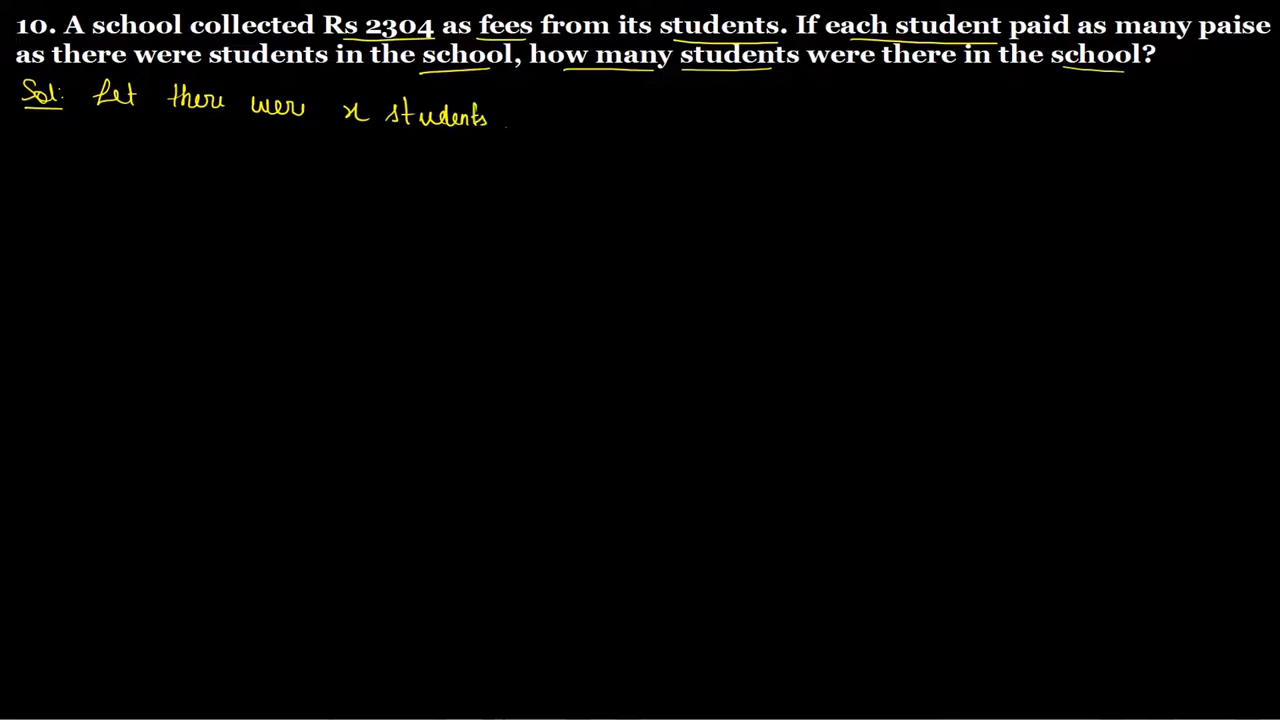 10. A school collected Rs 2304 as fees from its students. If each student paid as many paise
as there were students in the school, how many students were there in the school?
Sol: Let there were x students